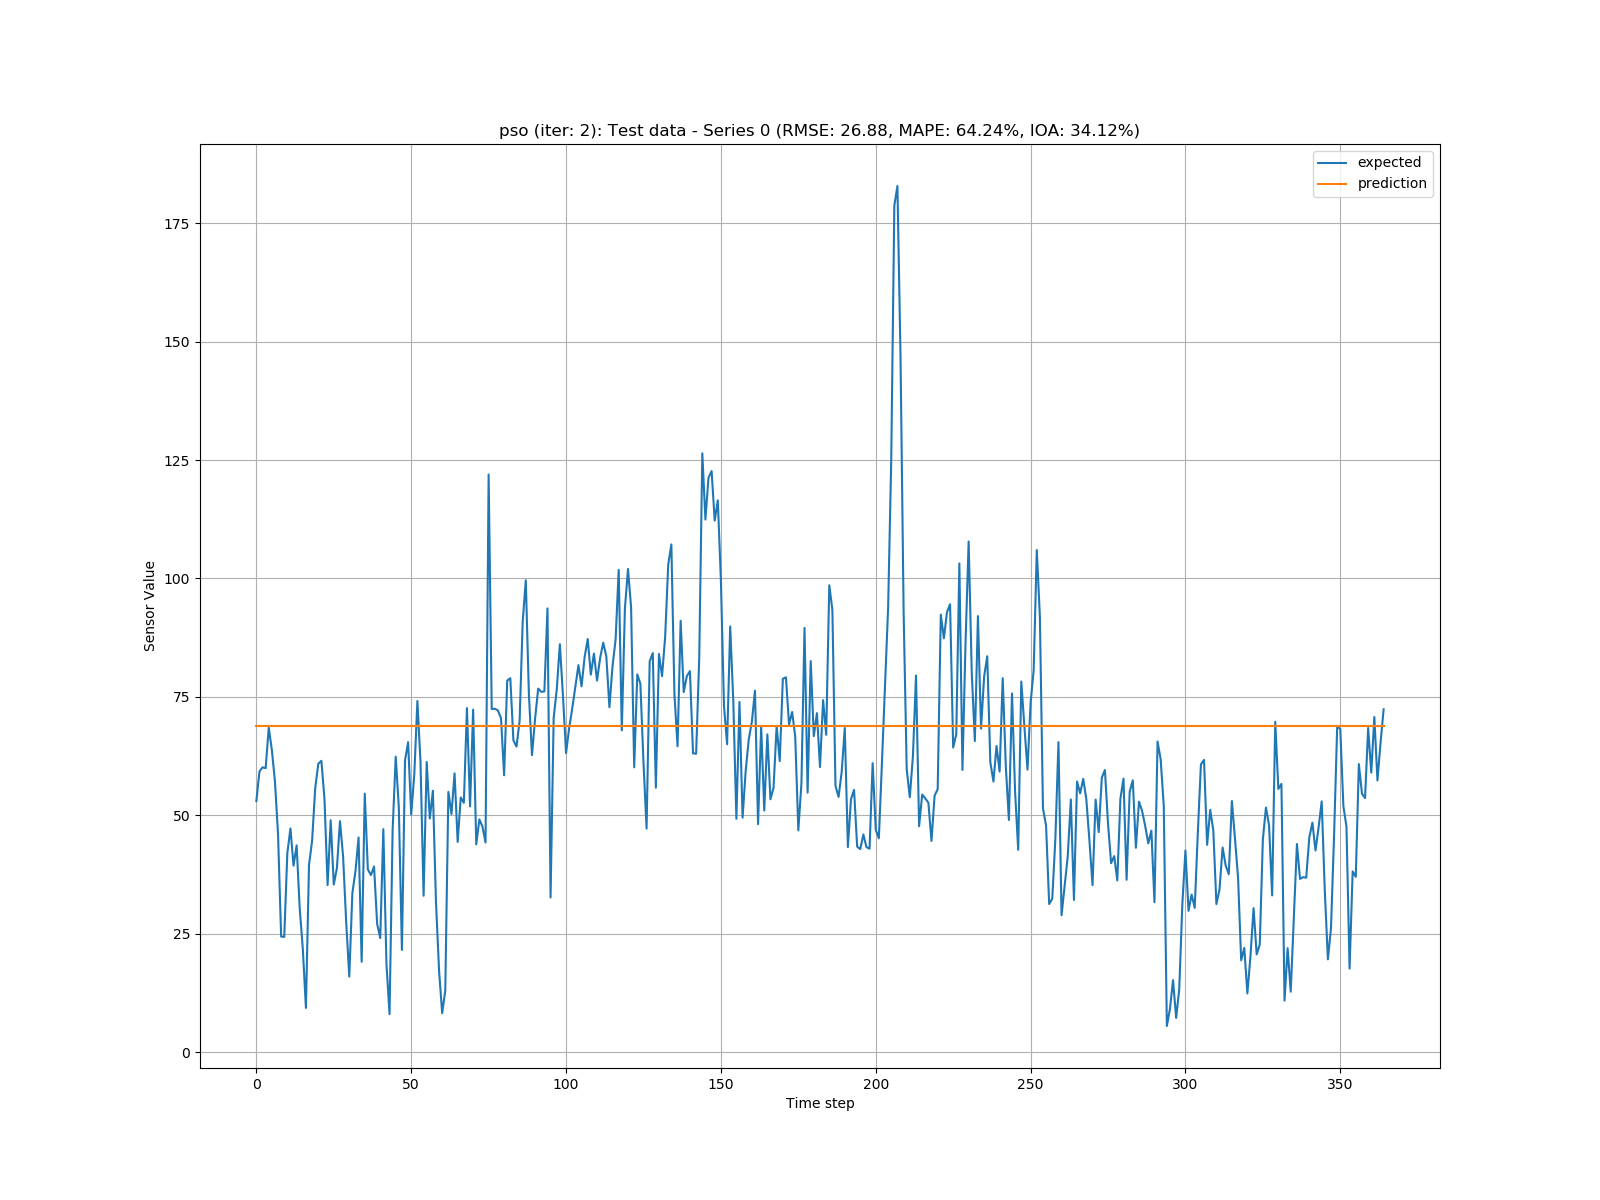 pso (iter: 2): Test data - Series 0 (RMSE: 26.88, MAPE: 64.24%, IOA: 34.12%)
expected
prediction
175
150
125
100
75
50
25
0
Sensor Value
0 50 100 150 200 250 300 350
Time step